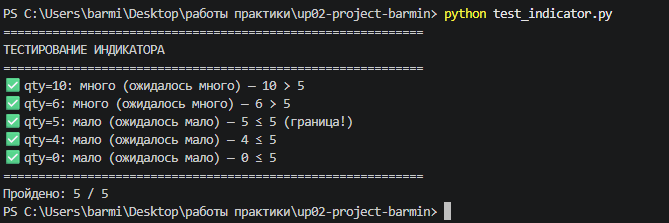 PS C:\Users\barmi\Desktop\работы практики\up02-project-barmin> python test_indicator.py
============================================================
ТЕСТИРОВАНИЕ ИНДИКАТОРА
============================================================
✅ qty=10: много (ожидалось много) — 10 > 5
✅ qty=6: много (ожидалось много) — 6 > 5
✅ qty=5: мало (ожидалось мало) — 5 ≤ 5 (граница!)
✅ qty=4: мало (ожидалось мало) — 4 ≤ 5
✅ qty=0: мало (ожидалось мало) — 0 ≤ 5
============================================================
Пройдено: 5 / 5
PS C:\Users\barmi\Desktop\работы практики\up02-project-barmin>